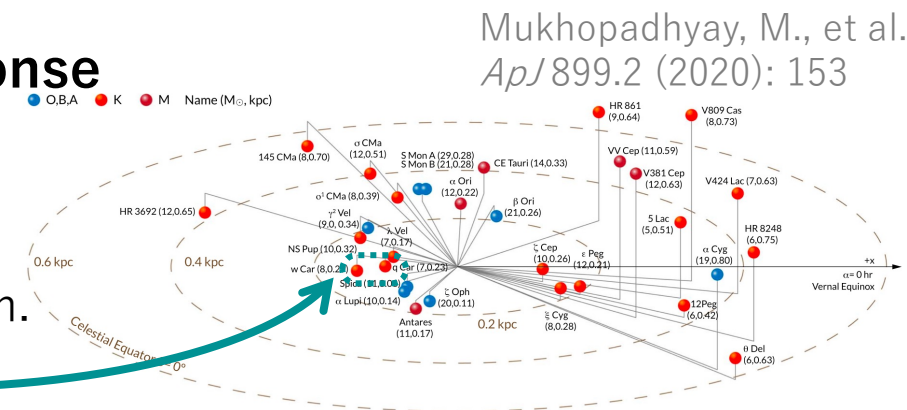 Mukhopadhyay, M., et al.
ApJ 899.2 (2020): 153
onse
O,B,A K M Name (M⊙, kpc)
HR 861
(9,0.64)
V809 Cas
(8,0.73)
σ CMa
(12,0.51)
145 CMa (8,0.70)
S Mon A (29,0.28)
S Mon B (21,0.28)
CE Tauri (14,0.33)
VV Cep (11,0.59)
V381 Cep
(12,0.63)
α Ori
(12,0.22)
V424 Lac (7,0.63)
σ¹ CMa (8,0.39)
HR 3692 (12,0.65)
β Ori
(21,0.26)
γ² Vel
(9.0, 0.34)
λ Vel
(7,0.17)
5 Lac
(5,0.51)
HR 8248
(6,0.75)
NS Pup (10,0.32)
ζ Cep
(10,0.26)
ε Peg
(12,0.21)
α Cyg
(19,0.80)
0.6 kpc
0.4 kpc
+x
w Car (8,0.2
q Car (7,0.23)
α= 0 hr
Vernal Equinox
Spica
α Lupi (10,0.14)
ζ Oph
(20,0.11)
12Peg
(6,0.42)
n.
Antares
(11,0.17)
0.2 kpc
ξ Cyg
(8,0.28)
Celestial Equator
0°
θ Del
(6,0.63)